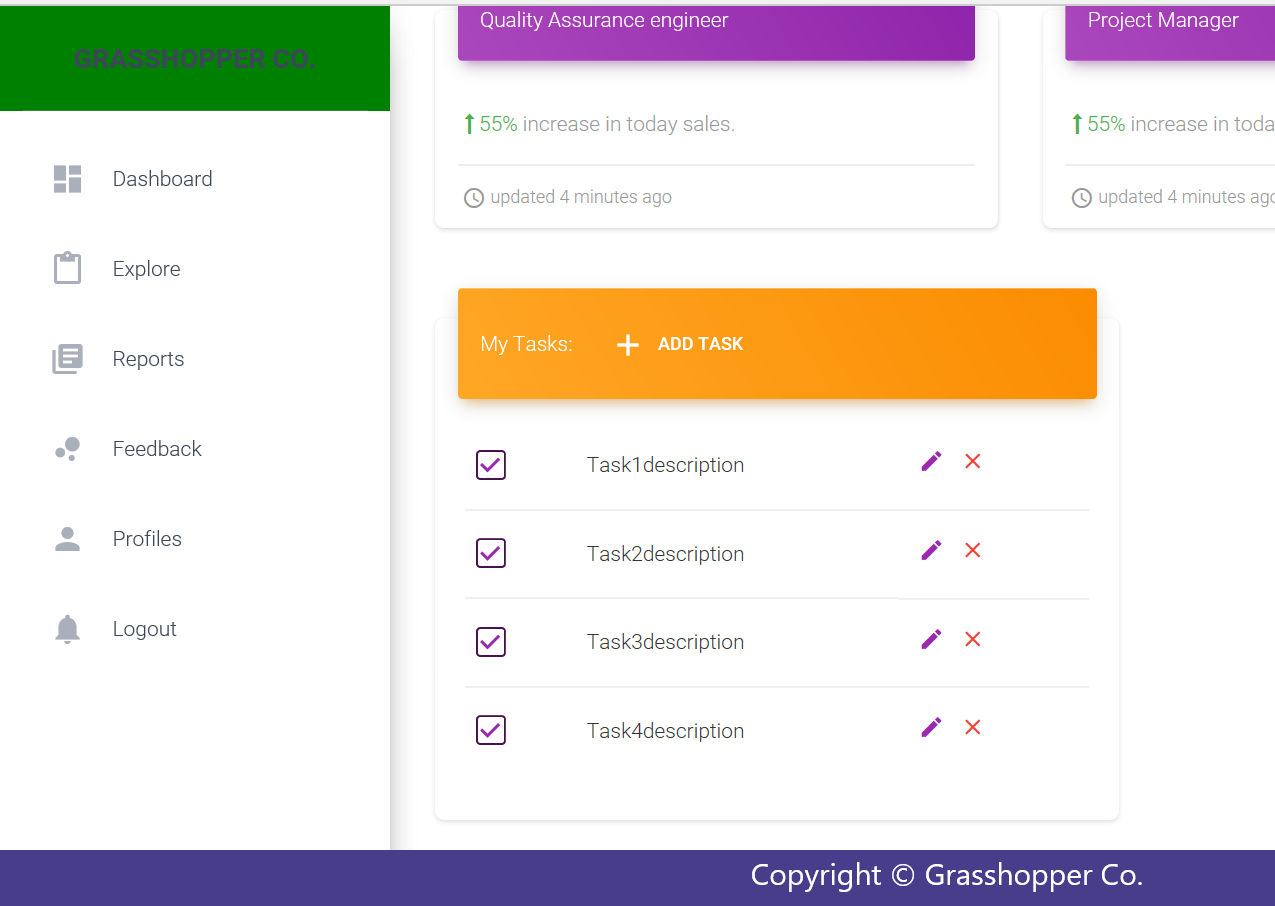 GRASSHOPPER CO.
Dashboard
Explore
Reports
Feedback
Profiles
Logout
Quality Assurance engineer
55% increase in today sales.
updated 4 minutes ago
Project Manager
55% increase in toda
updated 4 minutes ago
My Tasks: ADD TASK
Task1description
Task2description
Task3description
Task4description
Copyright © Grasshopper Co.